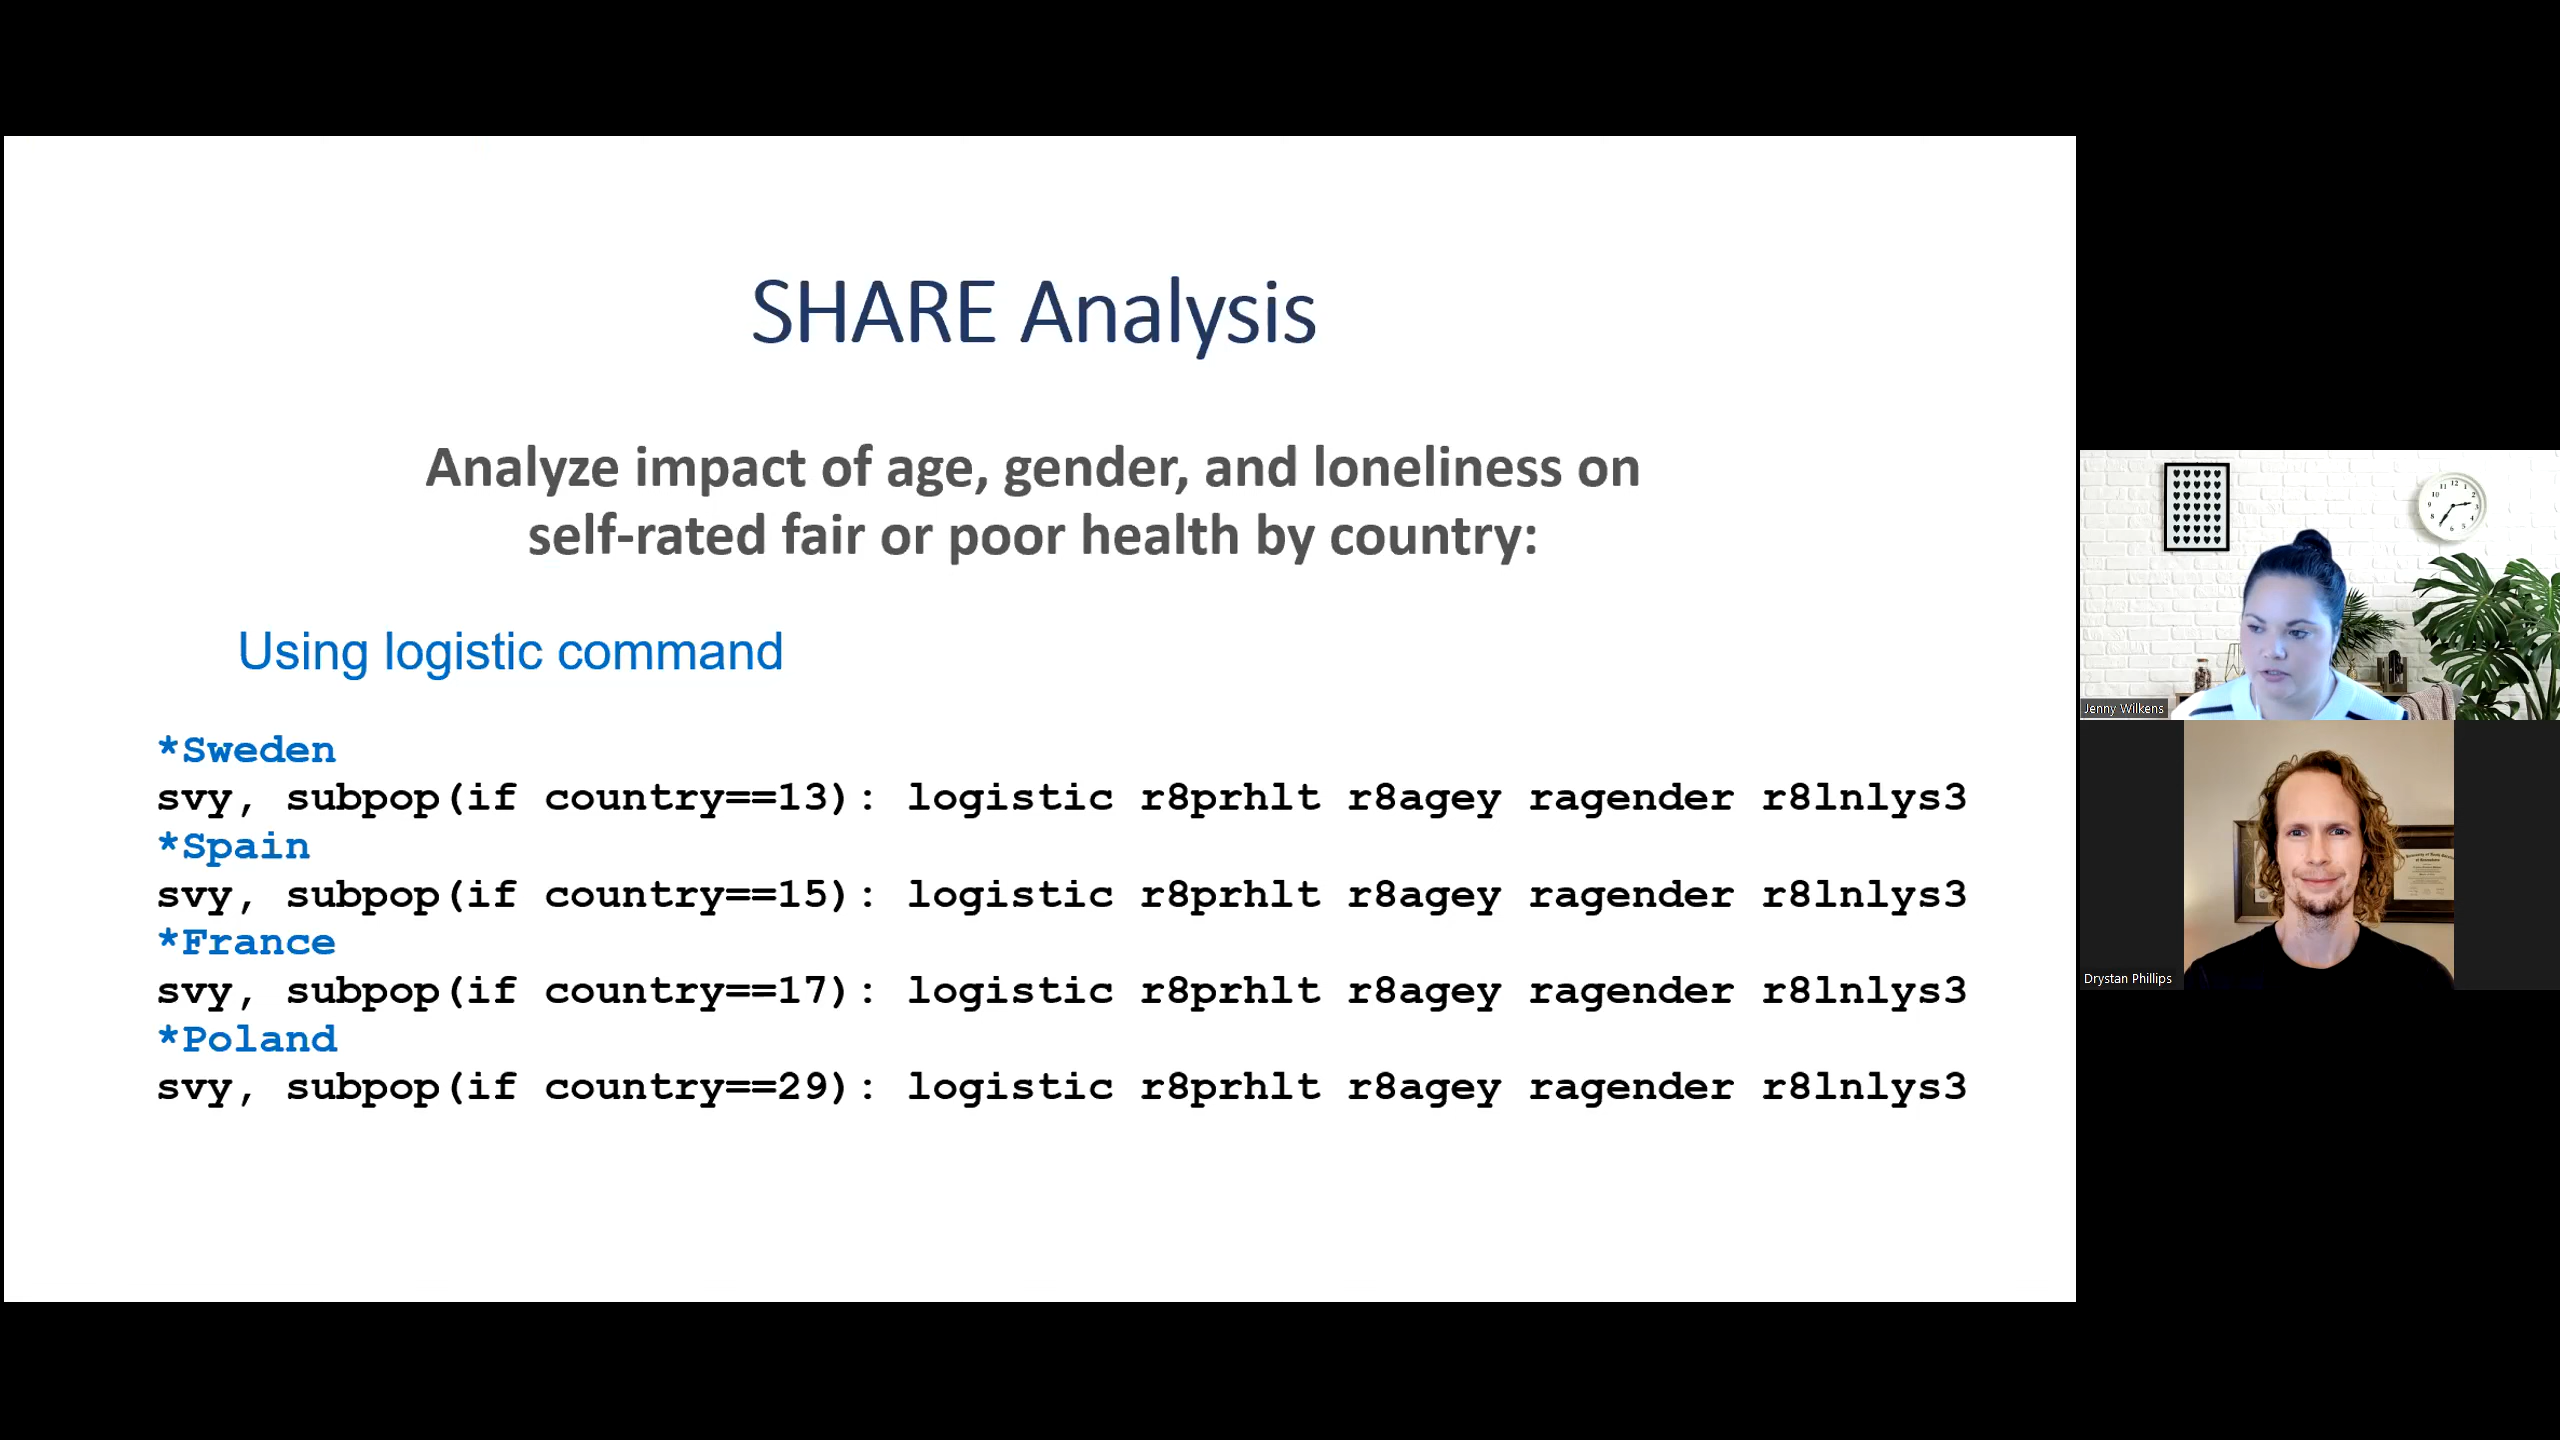 SHARE Analysis
Analyze impact of age, gender, and loneliness on
self-rated fair or poor health by country:
Using logistic command
*Sweden
svy, subpop(if country==13): logistic r8prhlt r8agey ragender r8lnlys3
*Spain
svy, subpop(if country==15): logistic r8prhlt r8agey ragender r8lnlys3
*France
svy, subpop(if country==17): logistic r8prhlt r8agey ragender r8lnlys3
*Poland
svy, subpop(if country==29): logistic r8prhlt r8agey ragender r8lnlys3
Jenny Wilkens
Drystan Phillips